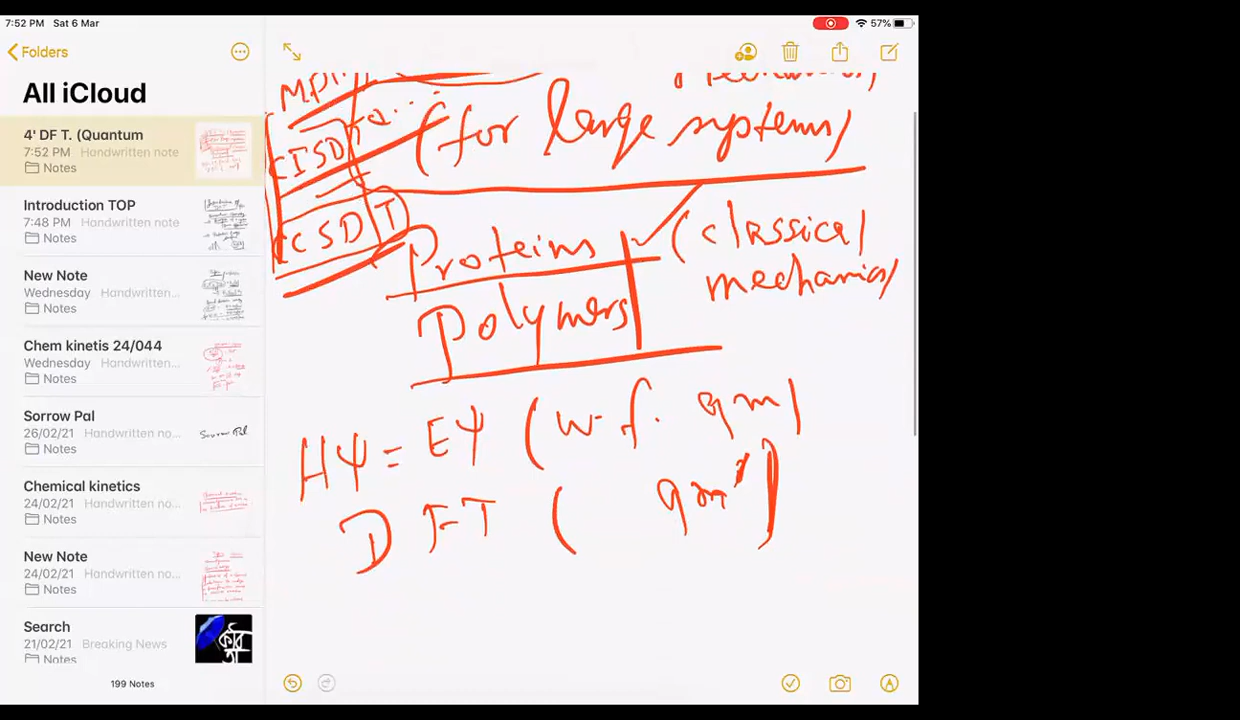 7:52 PM Sat 6 Mar
57%
Folders
All iCloud
4' DF T. (Quantum
7:52 PM Handwritten note
Notes
Introduction TOP
7:48 PM Handwritten note
Notes
New Note
Wednesday Handwritten...
Notes
Chem kinetis 24/044
Wednesday Handwritten...
Notes
Sorrow Pal
26/02/21 Handwritten no...
Notes
Chemical kinetics
24/02/21 Handwritten no...
Notes
New Note
24/02/21 Handwritten no...
Notes
Search
21/02/21 Breaking News
Notes
199 Notes
(for large systems)
CISD
CCSD(T)
Proteins (classical
mechanics)
Polymers
HΨ = EΨ (w. f. qm)
DFT ( qm)